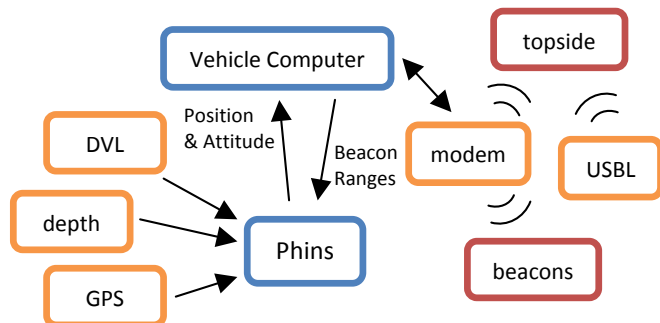 topside
Vehicle Computer
Position
& Attitude
DVL
Beacon
Ranges
modem
USBL
depth
Phins
beacons
GPS